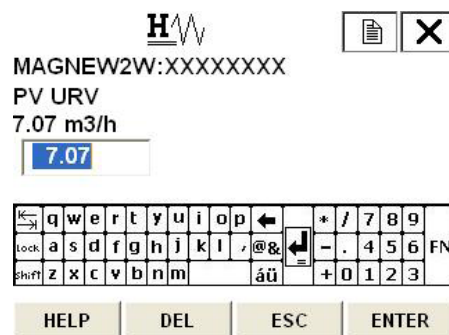 H
MAGNEW2W:XXXXXXXX
PV URV
7.07 m3/h
7.07
q w e r t y u i o p * / 7 8 9
Lock a s d f g h j k l , @& - . 4 5 6 FN
Shift z x c v b n m áü + 0 1 2 3
HELP DEL ESC ENTER